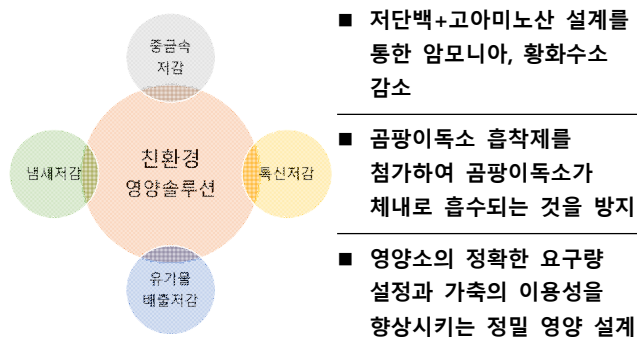 중금속
저감
냄새저감
친환경
영양솔루션
톡신저감
유기물
배출저감
■ 저단백+고아미노산 설계를
통한 암모니아, 황화수소
감소
■ 곰팡이독소 흡착제를
첨가하여 곰팡이독소가
체내로 흡수되는 것을 방지
■ 영양소의 정확한 요구량
설정과 가축의 이용성을
향상시키는 정밀 영양 설계